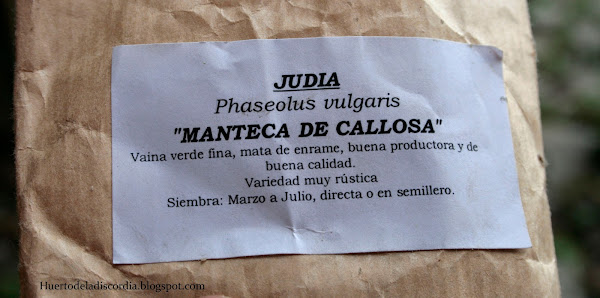 JUDIA
Phaseolus vulgaris
"MANTECA DE CALLOSA"
Vaina verde fina, mata de enrame, buena productora y de
buena calidad.
Variedad muy rústica
Siembra: Marzo a Julio, directa o en semillero.
Huertodeladiscordia.blogspot.com